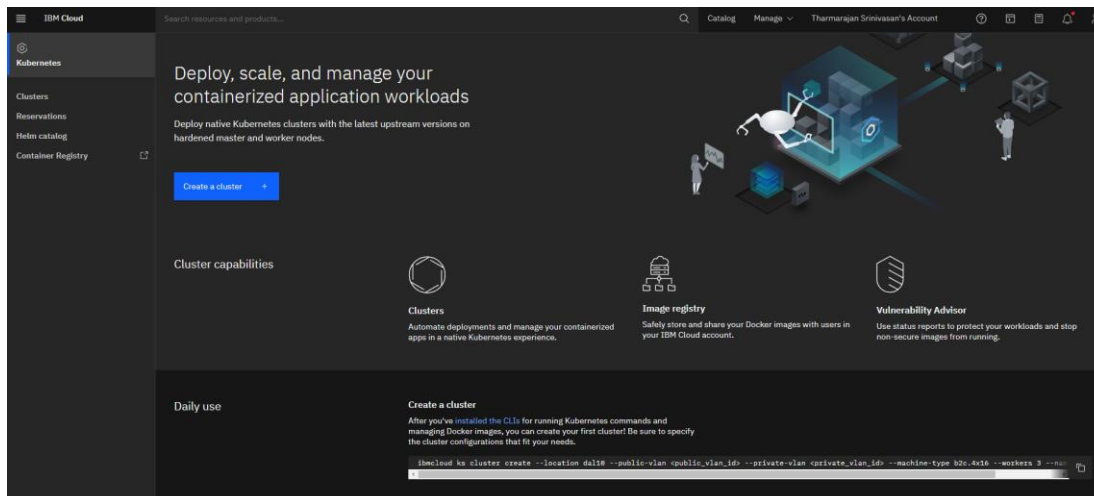 IBM Cloud
Search resources and products...
Catalog
Manage
Tharmarajan Srinivasan's Account
Kubernetes
Clusters
Reservations
Helm catalog
Container Registry
Deploy, scale, and manage your
containerized application workloads
Deploy native Kubernetes clusters with the latest upstream versions on
hardened master and worker nodes.
Create a cluster +
Cluster capabilities
Clusters
Automate deployments and manage your containerized
apps in a native Kubernetes experience.
Image registry
Safely store and share your Docker images with users in
your IBM Cloud account.
Vulnerability Advisor
Use status reports to protect your workloads and stop
non-secure images from running.
Daily use
Create a cluster
After you've installed the CLIs for running Kubernetes commands and
managing Docker images, you can create your first cluster! Be sure to specify
the cluster configurations that fit your needs.
ibmcloud ks cluster create --location dal10 --public-vlan <public_vlan_id> --private-vlan <private_vlan_id> --machine-type b2c.4x16 --workers 3